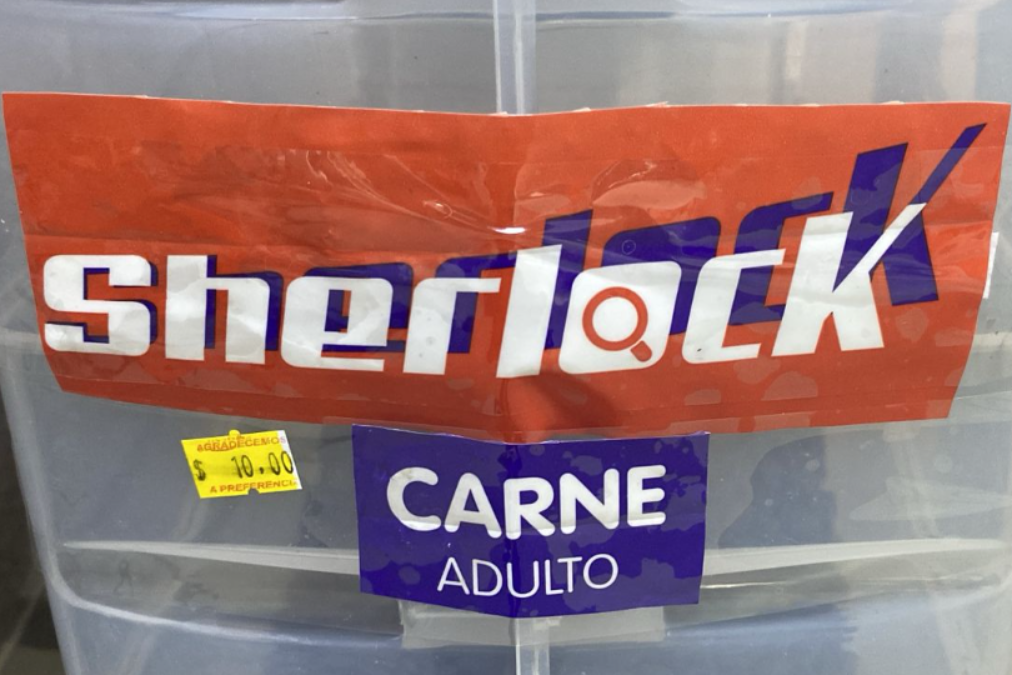 Sherlock
AGRADECEMOS
$ 10.00
A PREFERENCI
CARNE
ADULTO